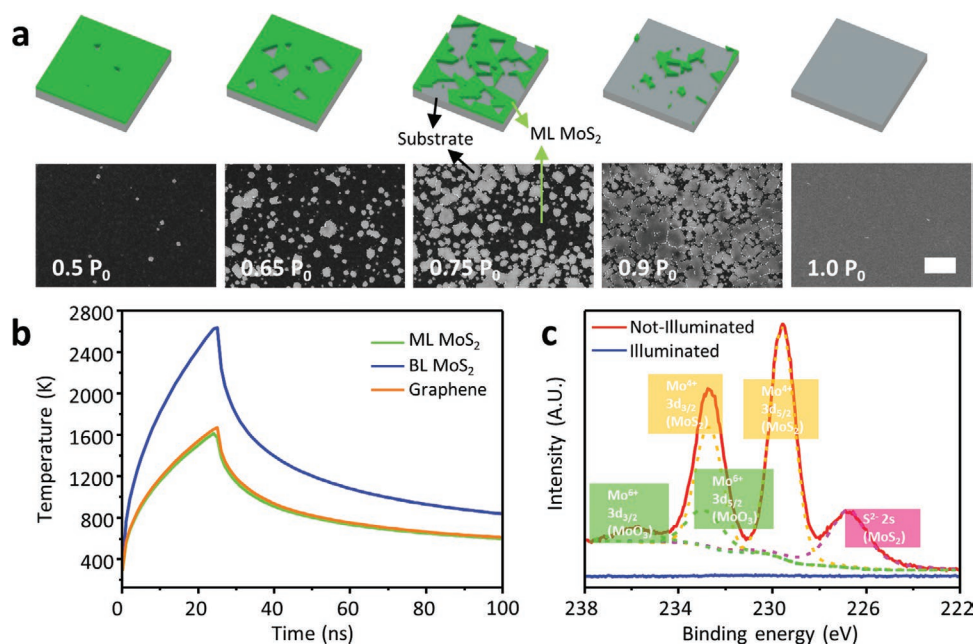 a
Substrate
ML MoS₂
0.5 P₀
0.65 P₀
0.75 P₀
0.9 P₀
1.0 P₀
b
2800
2400
2000
1600
1200
800
400
Temperature (K)
ML MoS₂
BL MoS₂
Graphene
0
20
40
60
80
100
Time (ns)
c
Not-Illuminated
Illuminated
Intensity (A.U.)
Mo⁴⁺
3d₃/₂
(MoS₂)
Mo⁴⁺
3d₅/₂
(MoS₂)
Mo⁶⁺
3d₃/₂
(MoO₃)
Mo⁶⁺
3d₅/₂
(MoO₃)
S²⁻ 2s
(MoS₂)
238
234
230
226
222
Binding energy (eV)